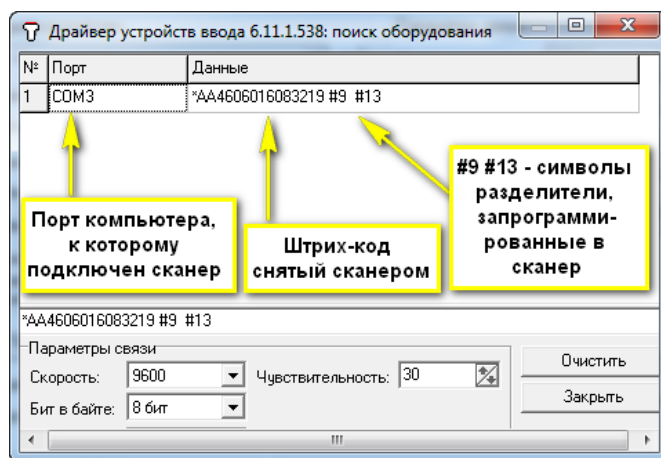 Драйвер устройств ввода 6.11.1.538: поиск оборудования
№ Порт Данные
1 COM3 *AA4606016083219 #9 #13
#9 #13 - символы
разделители,
запрограмми-
рованные в
сканер
Порт компьютера,
к которому
подключен сканер
Штрих-код
снятый сканером
*AA4606016083219 #9 #13
Параметры связи
Скорость: 9600 Чувствительность: 30 Очистить
Бит в байте: 8 бит Закрыть